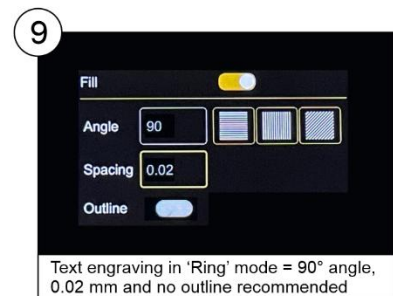 9
Fill
Angle 90
Spacing 0.02
Outline
Text engraving in ‘Ring’ mode = 90° angle,
0.02 mm and no outline recommended